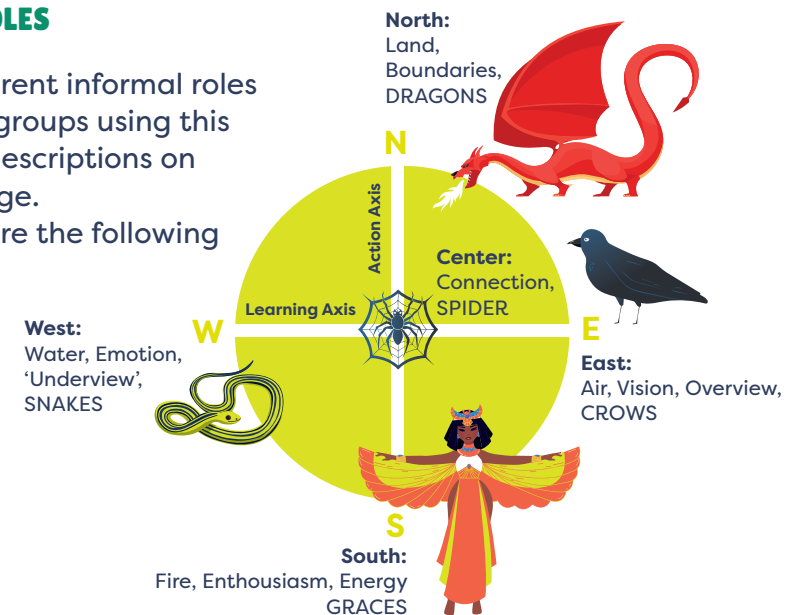 OLES
rent informal roles
groups using this
escriptions on
ge.
re the following
North:
Land,
Boundaries,
DRAGONS
N
Action Axis
Center:
Connection,
SPIDER
Learning Axis
West:
Water, Emotion,
‘Underview’,
SNAKES
W
E
East:
Air, Vision, Overview,
CROWS
S
South:
Fire, Enthousiasm, Energy
GRACES